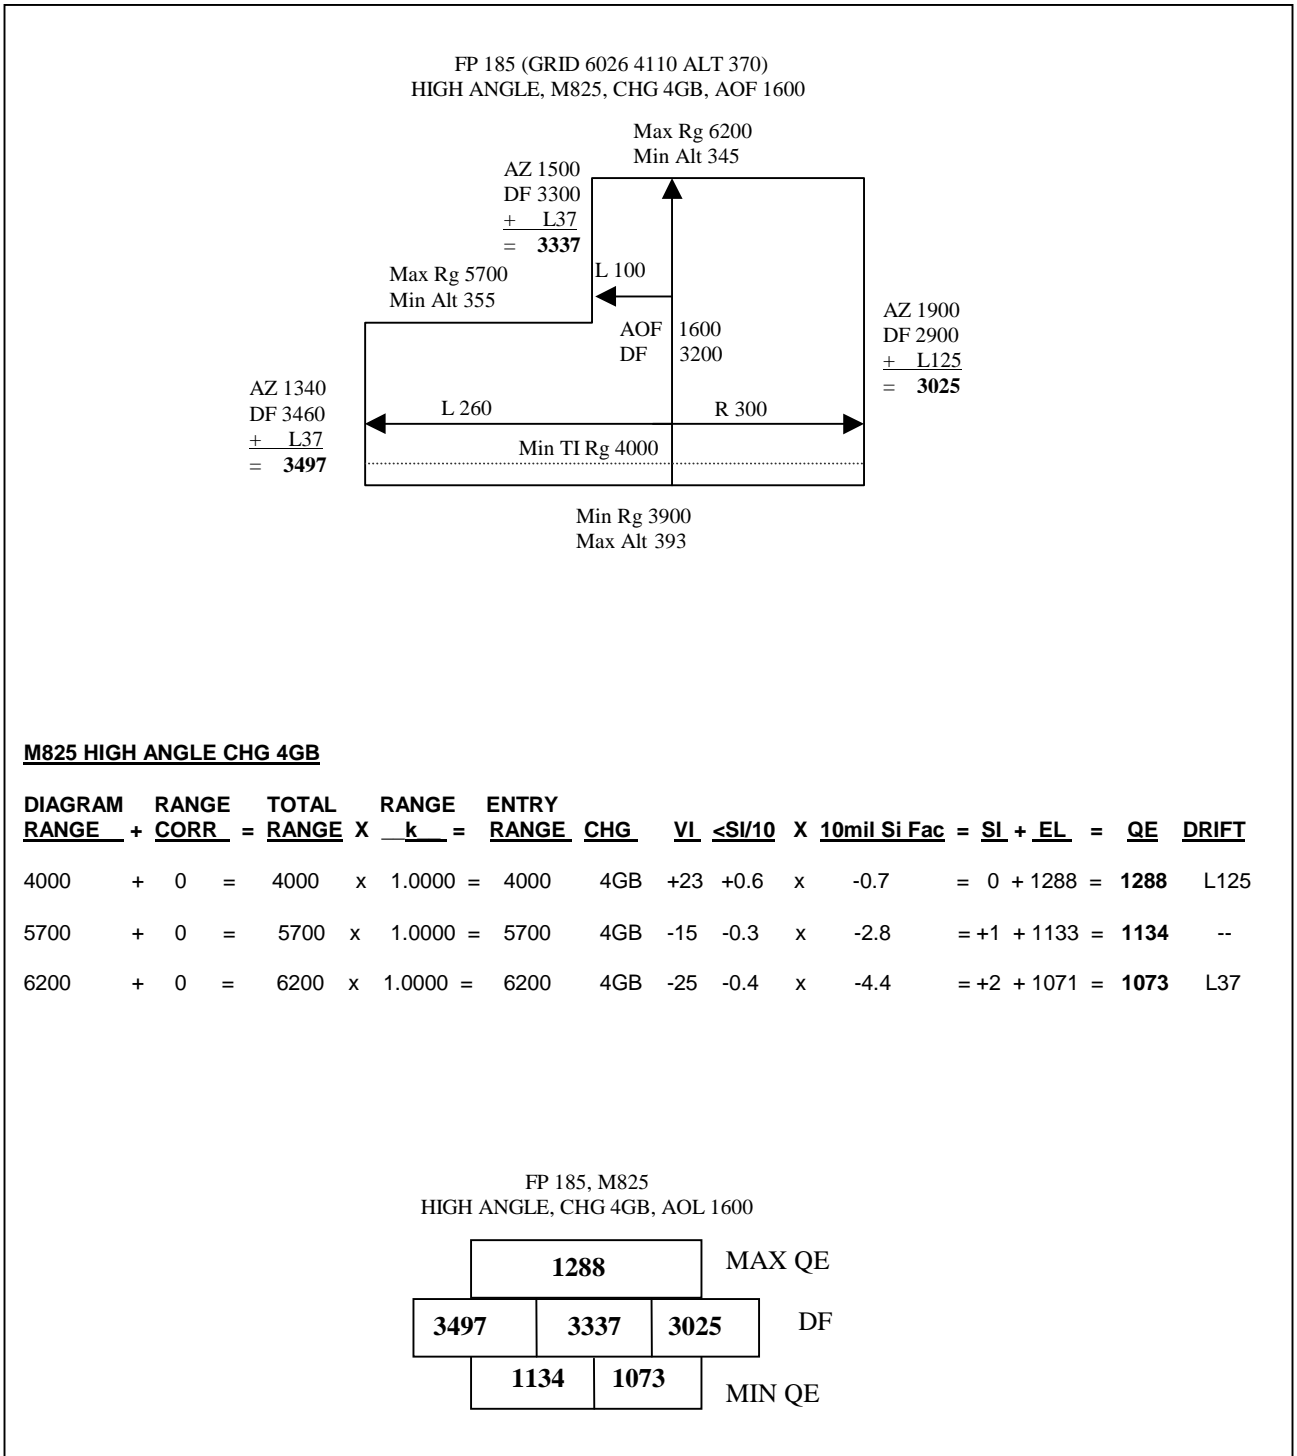 FP 185 (GRID 6026 4110 ALT 370)
HIGH ANGLE, M825, CHG 4GB, AOF 1600
Max Rg 6200
Min Alt 345
AZ 1500
DF 3300
+ L37
= 3337
Max Rg 5700
Min Alt 355
L 100
AOF 1600
DF 3200
AZ 1900
DF 2900
+ L125
= 3025
AZ 1340
DF 3460
+ L37
= 3497
L 260
R 300
Min TI Rg 4000
Min Rg 3900
Max Alt 393
M825 HIGH ANGLE CHG 4GB
DIAGRAM RANGE TOTAL RANGE ENTRY
RANGE + CORR = RANGE X __k__ = RANGE CHG VI <SI/10 X 10mil Si Fac = SI + EL = QE DRIFT
4000 + 0 = 4000 x 1.0000 = 4000 4GB +23 +0.6 x -0.7 = 0 + 1288 = 1288 L125
5700 + 0 = 5700 x 1.0000 = 5700 4GB -15 -0.3 x -2.8 = +1 + 1133 = 1134 --
6200 + 0 = 6200 x 1.0000 = 6200 4GB -25 -0.4 x -4.4 = +2 + 1071 = 1073 L37
FP 185, M825
HIGH ANGLE, CHG 4GB, AOL 1600
1288 MAX QE
3497 3337 3025 DF
1134 1073 MIN QE